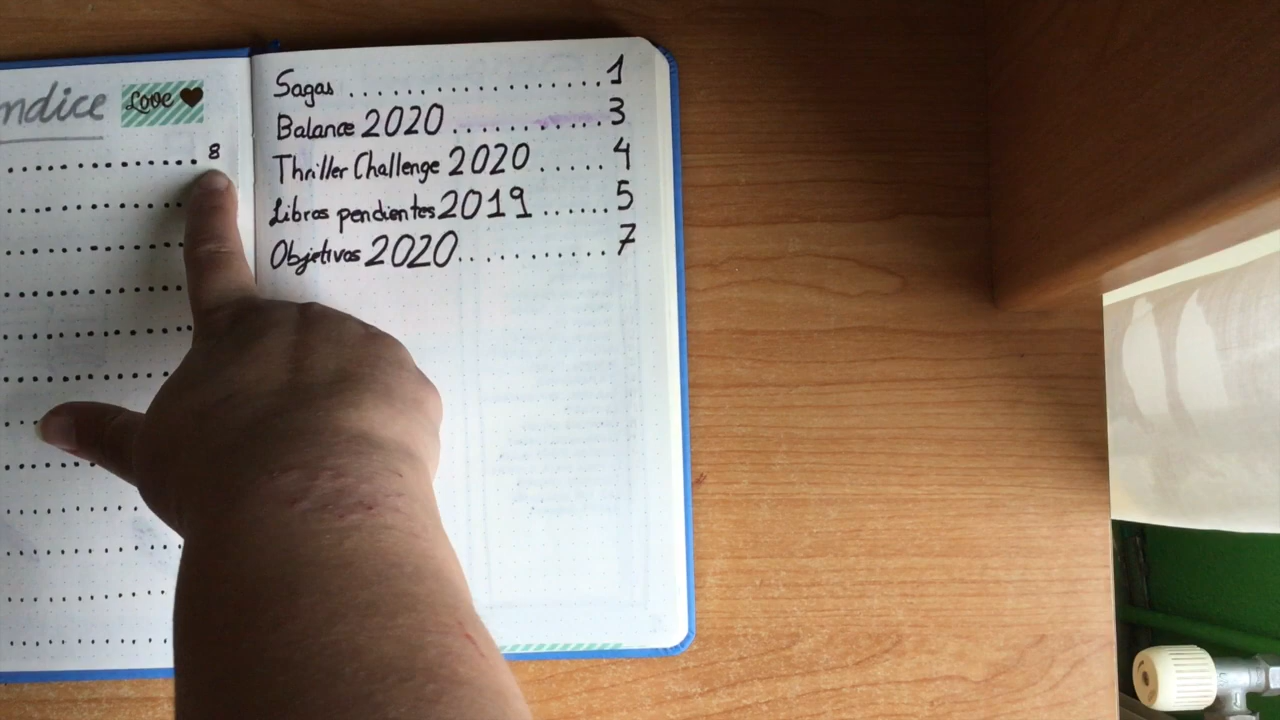 ndice Love
8
Sagas ................. 1
Balance 2020 .......... 3
Thriller Challenge 2020 ..... 4
Libros pendientes 2019 ...... 5
Objetivos 2020 .......... 7